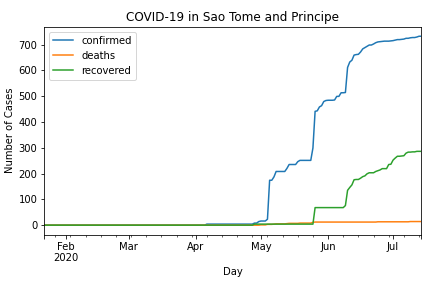 COVID-19 in Sao Tome and Principe
confirmed
deaths
recovered
Number of Cases
700
600
500
400
300
200
100
0
Feb Mar Apr May Jun Jul
2020
Day